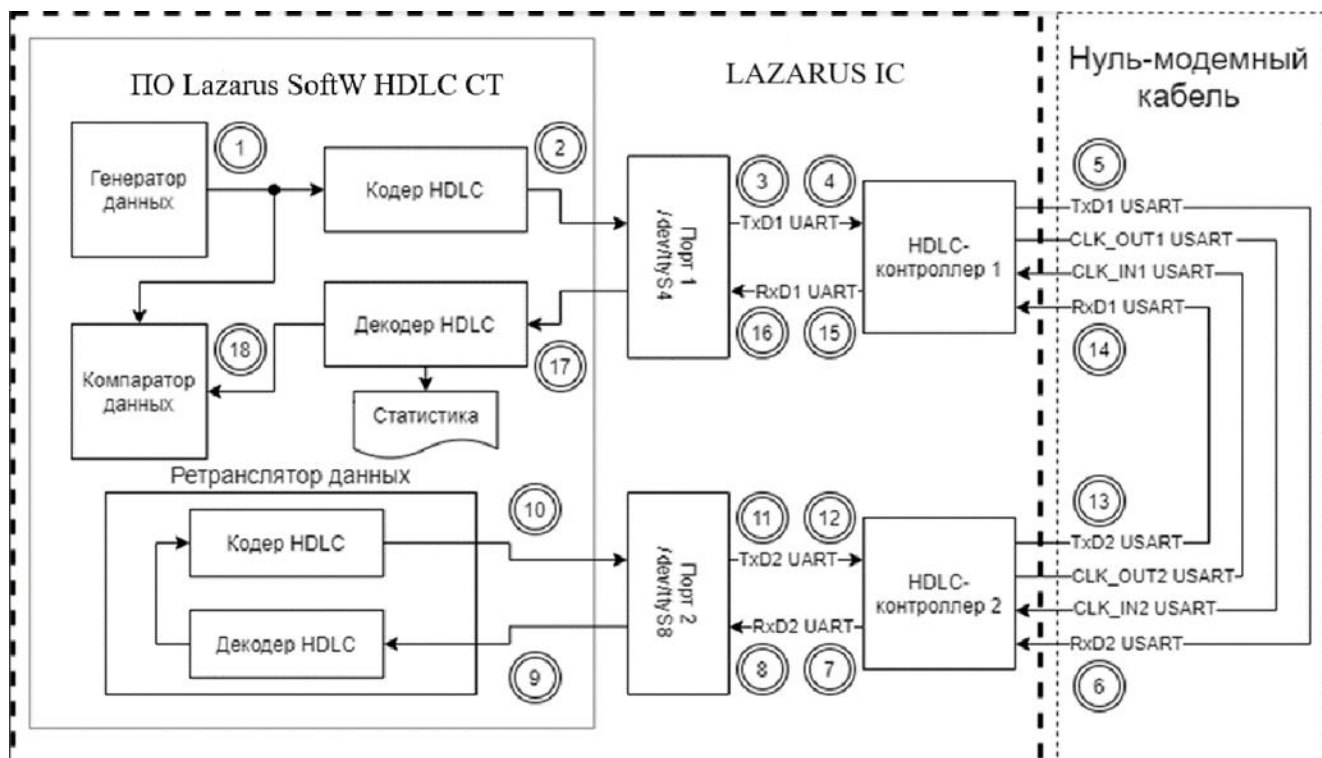 ПО Lazarus SoftW HDLC CT
LAZARUS IC
Нуль-модемный
кабель
1
Генератор
данных
2
Кодер HDLC
Порт 1
/dev/ttyS4
3
4
TxD1 UART
RxD1 UART
16
15
HDLC-
контроллер 1
5
TxD1 USART
CLK_OUT1 USART
CLK_IN1 USART
RxD1 USART
14
Декодер HDLC
17
18
Компаратор
данных
Статистика
Ретранслятор данных
10
Кодер HDLC
Декодер HDLC
9
Порт 2
/dev/ttyS8
11
12
TxD2 UART
RxD2 UART
8
7
HDLC-
контроллер 2
13
TxD2 USART
CLK_OUT2 USART
CLK_IN2 USART
RxD2 USART
6